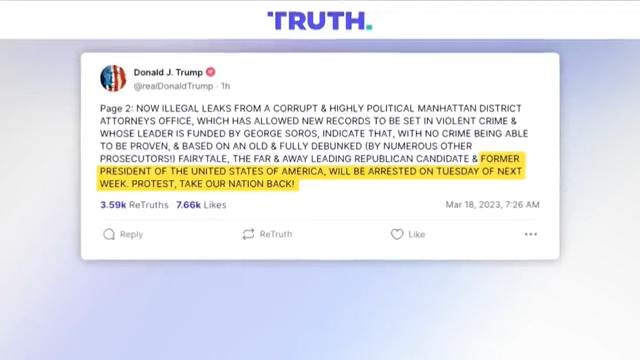 TRUTH.
Donald J. Trump
@realDonaldTrump · 1h
Page 2: NOW ILLEGAL LEAKS FROM A CORRUPT & HIGHLY POLITICAL MANHATTAN DISTRICT
ATTORNEYS OFFICE, WHICH HAS ALLOWED NEW RECORDS TO BE SET IN VIOLENT CRIME &
WHOSE LEADER IS FUNDED BY GEORGE SOROS, INDICATE THAT, WITH NO CRIME BEING ABLE
TO BE PROVEN, & BASED ON AN OLD & FULLY DEBUNKED (BY NUMEROUS OTHER
PROSECUTORS!) FAIRYTALE, THE FAR & AWAY LEADING REPUBLICAN CANDIDATE & FORMER
PRESIDENT OF THE UNITED STATES OF AMERICA, WILL BE ARRESTED ON TUESDAY OF NEXT
WEEK. PROTEST, TAKE OUR NATION BACK!
3.59k ReTruths 7.66k Likes Mar 18, 2023, 7:26 AM
Reply ReTruth Like